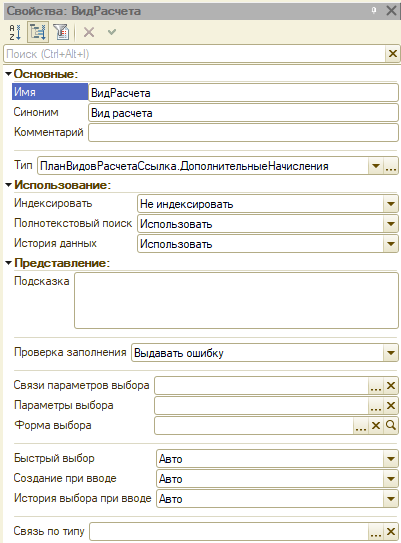 Свойства: ВидРасчета
Поиск (Ctrl+Alt+I)
Основные:
Имя ВидРасчета
Синоним Вид расчета
Комментарий
Тип ПланВидовРасчетаСсылка.ДополнительныеНачисления
Использование:
Индексировать Не индексировать
Полнотекстовый поиск Использовать
История данных Использовать
Представление:
Подсказка
Проверка заполнения Выдавать ошибку
Связи параметров выбора
Параметры выбора
Форма выбора
Быстрый выбор Авто
Создание при вводе Авто
История выбора при вводе Авто
Связь по типу